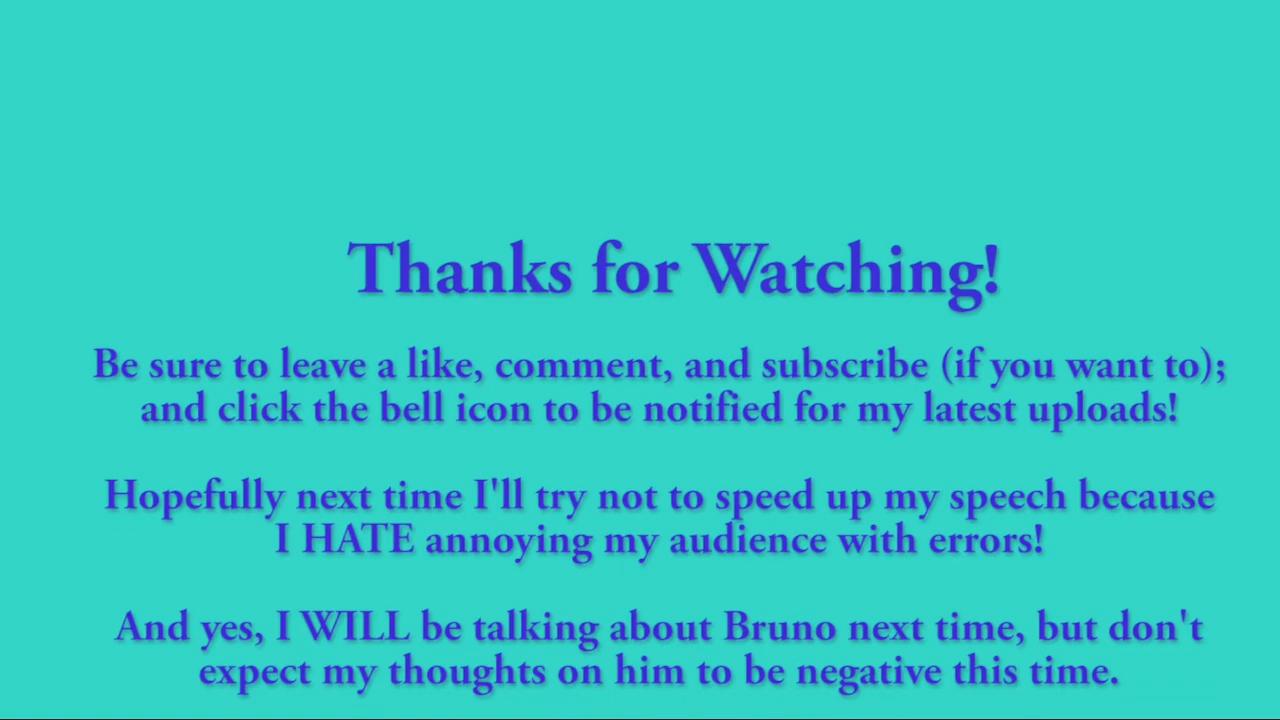 Thanks for Watching!
Be sure to leave a like, comment, and subscribe (if you want to);
and click the bell icon to be notified for my latest uploads!
Hopefully next time I'll try not to speed up my speech because
I HATE annoying my audience with errors!
And yes, I WILL be talking about Bruno next time, but don't
expect my thoughts on him to be negative this time.